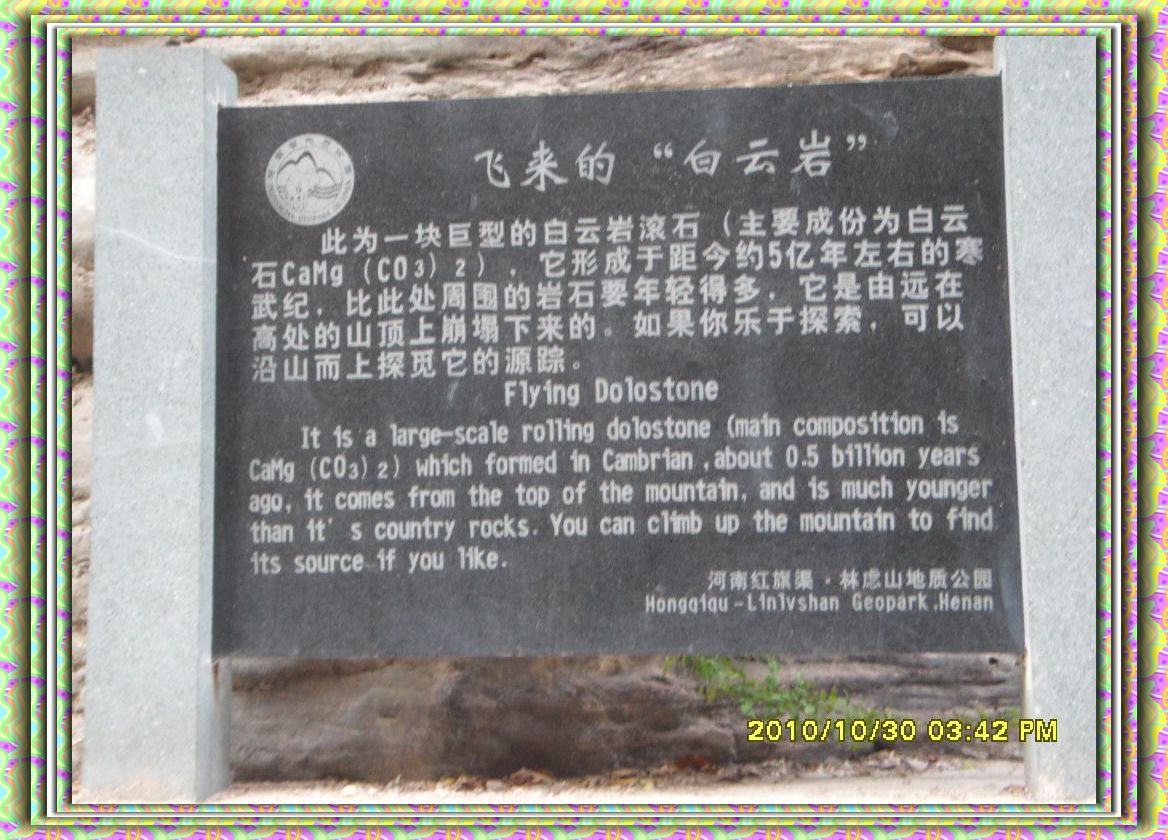 飞来的“白云岩”
此为一块巨型的白云岩滚石（主要成份为白云
石CaMg（CO3）2），它形成于距今约5亿年左右的寒
武纪，比此处周围的岩石要年轻得多，它是由远在
高处的山顶上崩塌下来的。如果你乐于探索，可以
沿山而上探觅它的源踪。
Flying Dolostone
It is a large-scale rolling dolostone (main composition is
CaMg (CO3) 2) which formed in Cambrian ,about 0.5 billion years
ago, it comes from the top of the mountain, and is much younger
than it's country rocks. You can climb up the mountain to find
its source if you like.
河南红旗渠·林虑山地质公园
Hongqiqu-Linlvshan Geopark.Henan
2010/10/30 03:42 PM